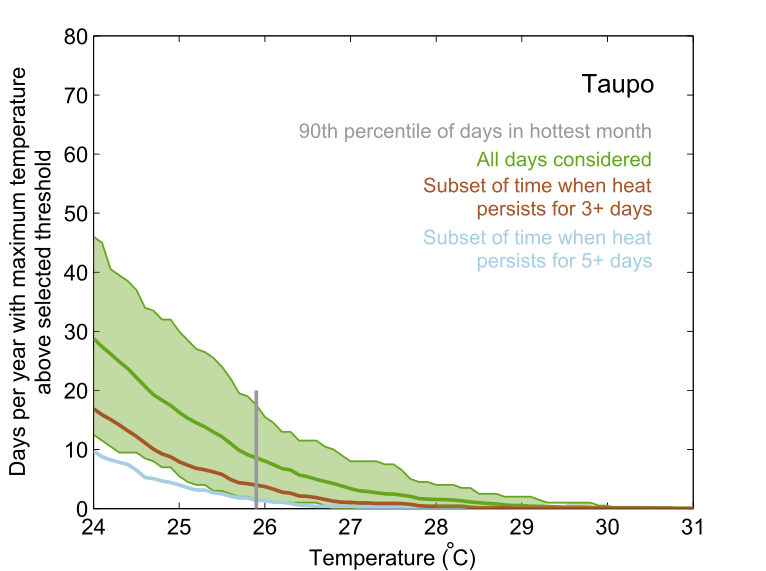 80
70
60
50
40
30
20
10
0
Days per year with maximum temperature
above selected threshold
Taupo
90th percentile of days in hottest month
All days considered
Subset of time when heat
persists for 3+ days
Subset of time when heat
persists for 5+ days
24 25 26 27 28 29 30 31
Temperature (°C)